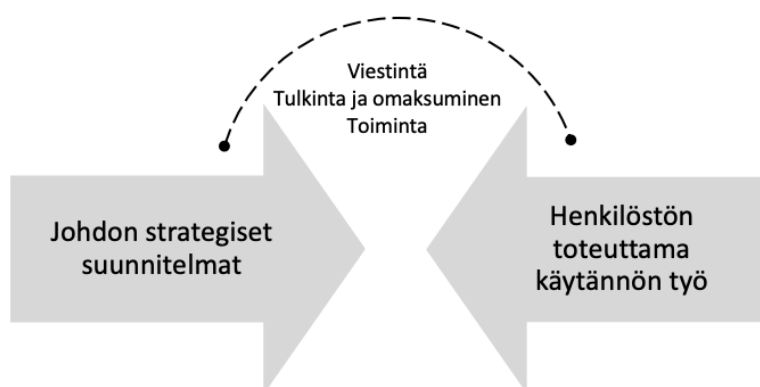 Viestintä
Tulkinta ja omaksuminen
Toiminta
Johdon strategiset
suunnitelmat
Henkilöstön
toteuttama
käytännön työ